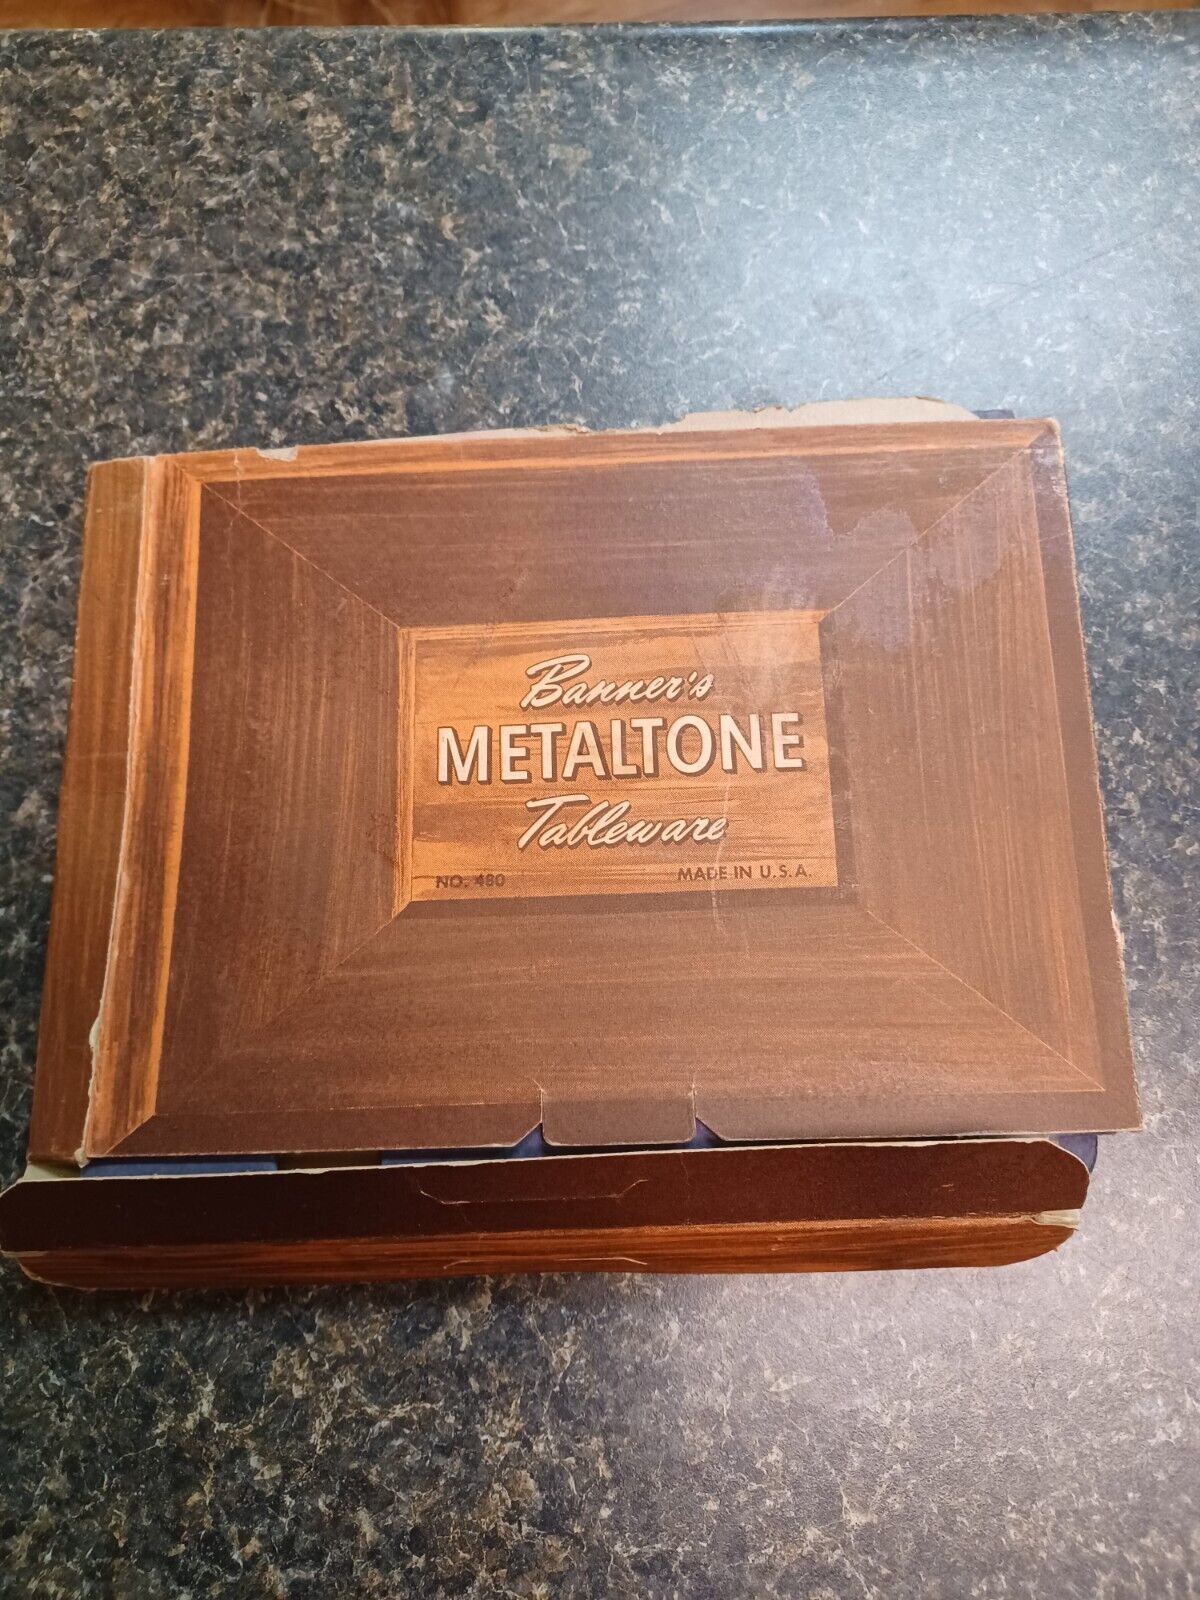 Banner's
METALTONE
Tableware
NO. 480 MADE IN U.S.A.